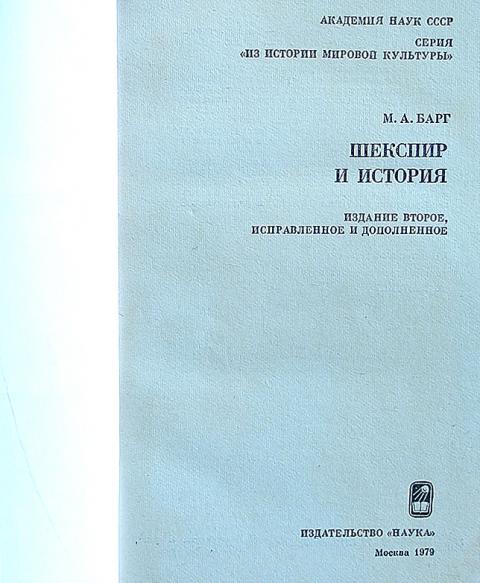 АКАДЕМИЯ НАУК СССР
СЕРИЯ
«ИЗ ИСТОРИИ МИРОВОЙ КУЛЬТУРЫ»
М. А. БАРГ
ШЕКСПИР
И ИСТОРИЯ
ИЗДАНИЕ ВТОРОЕ,
ИСПРАВЛЕННОЕ И ДОПОЛНЕННОЕ
ИЗДАТЕЛЬСТВО «НАУКА»
Москва 1979